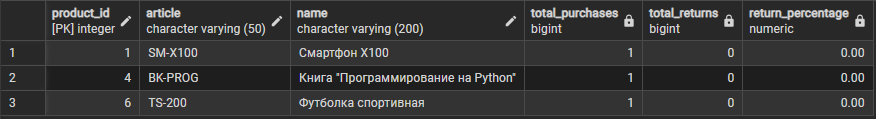 product_id article name total_purchases total_returns return_percentage
[PK] integer character varying (50) character varying (200) bigint bigint numeric
1 1 SM-X100 Смартфон X100 1 0 0.00
2 4 BK-PROG Книга "Программирование на Python" 1 0 0.00
3 6 TS-200 Футболка спортивная 1 0 0.00